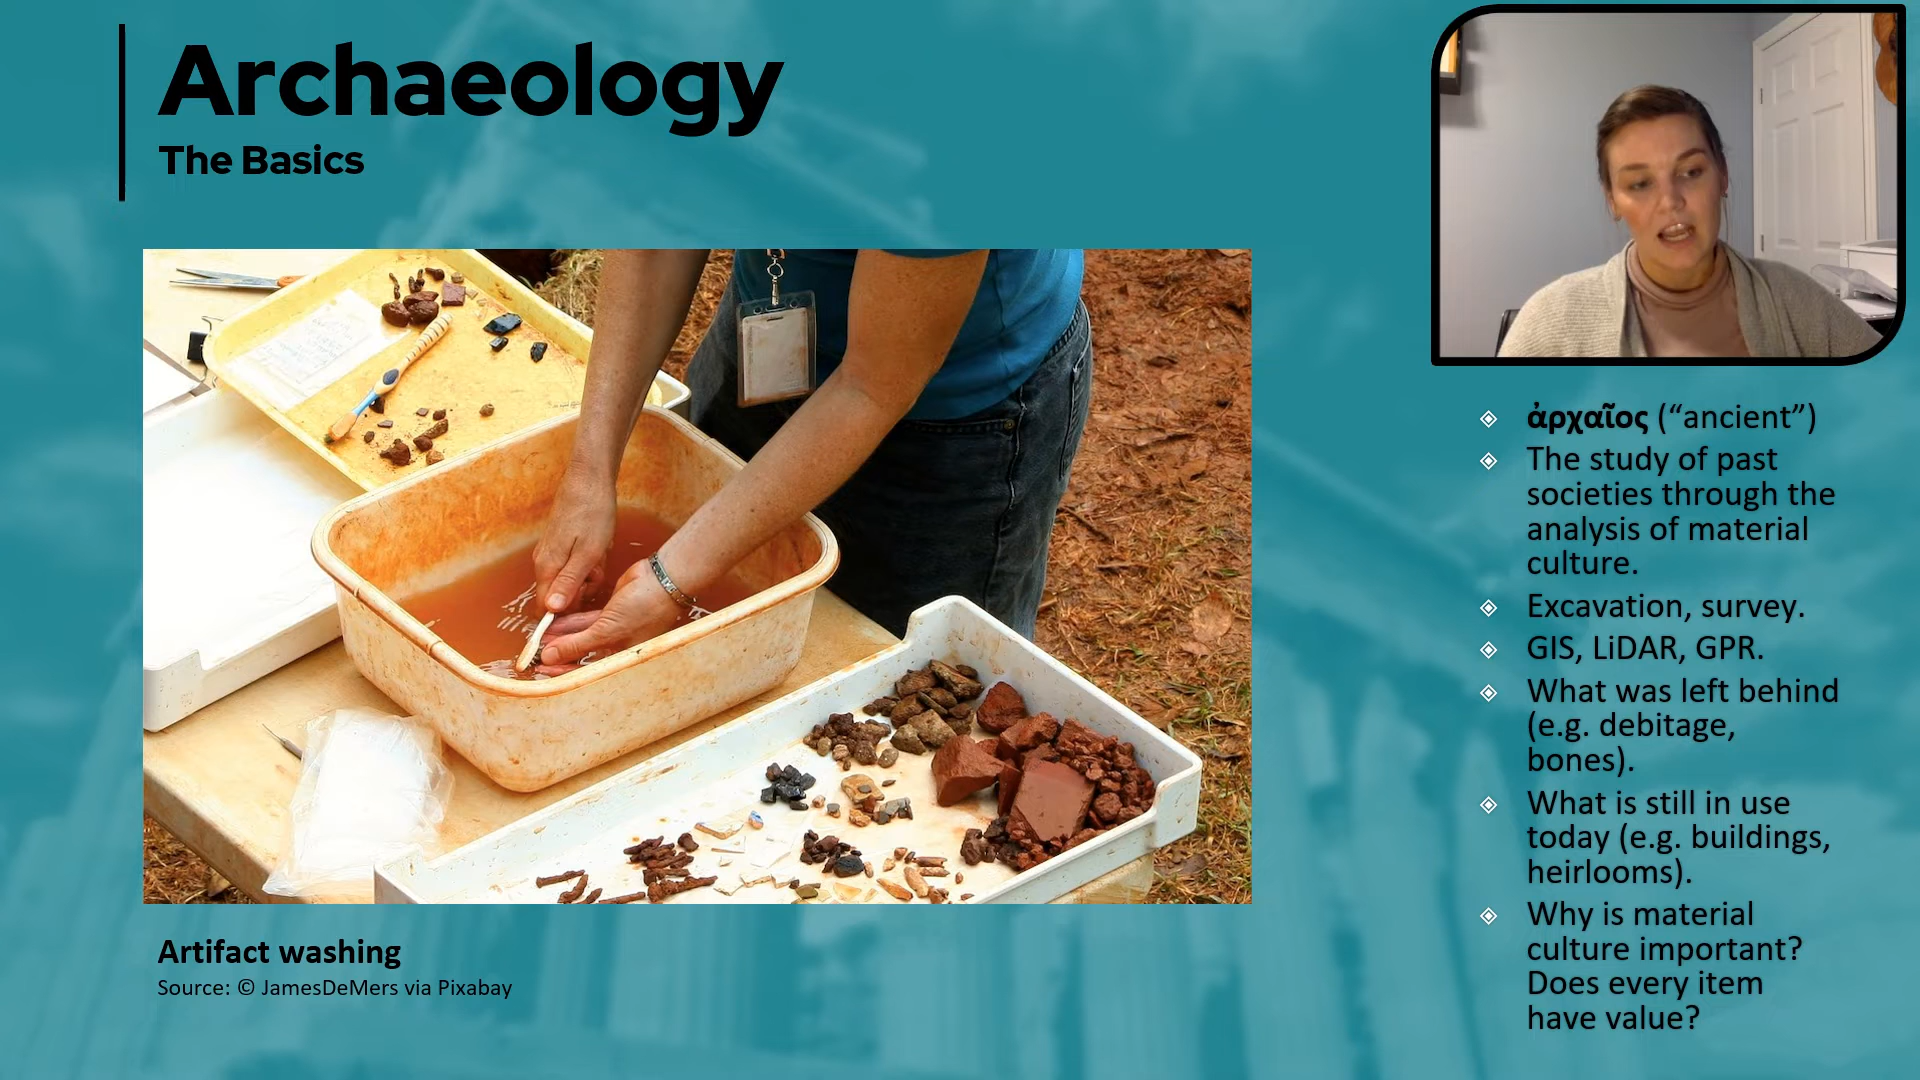 Archaeology
The Basics
ἀρχαῖος (“ancient”)
The study of past
societies through the
analysis of material
culture.
Excavation, survey.
GIS, LiDAR, GPR.
What was left behind
(e.g. debitage,
bones).
What is still in use
today (e.g. buildings,
heirlooms).
Why is material
culture important?
Does every item
have value?
Artifact washing
Source: © JamesDeMers via Pixabay